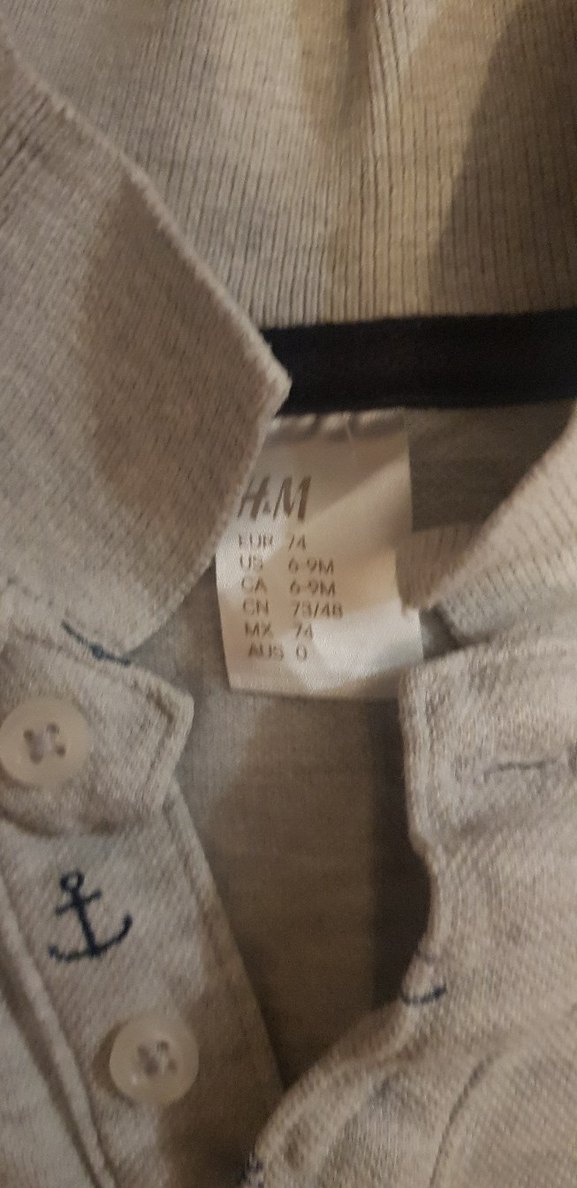 H&M
EUR 74
US 6-9M
CA 6-9M
CN 73/48
MX 74
AUS 0